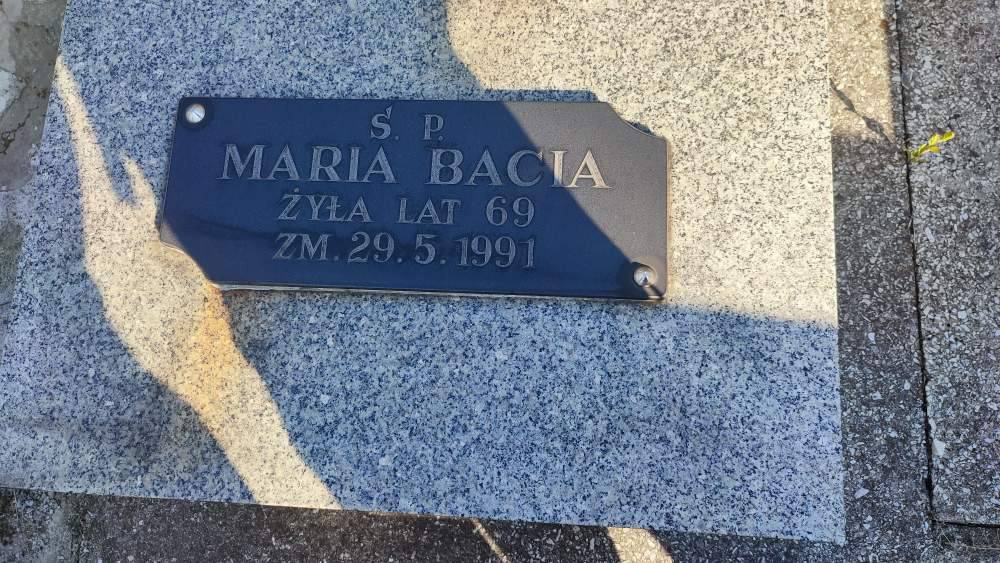 Ś. P.
MARIA BACIA
ŻYŁA LAT 69
ZM. 29. 5. 1991